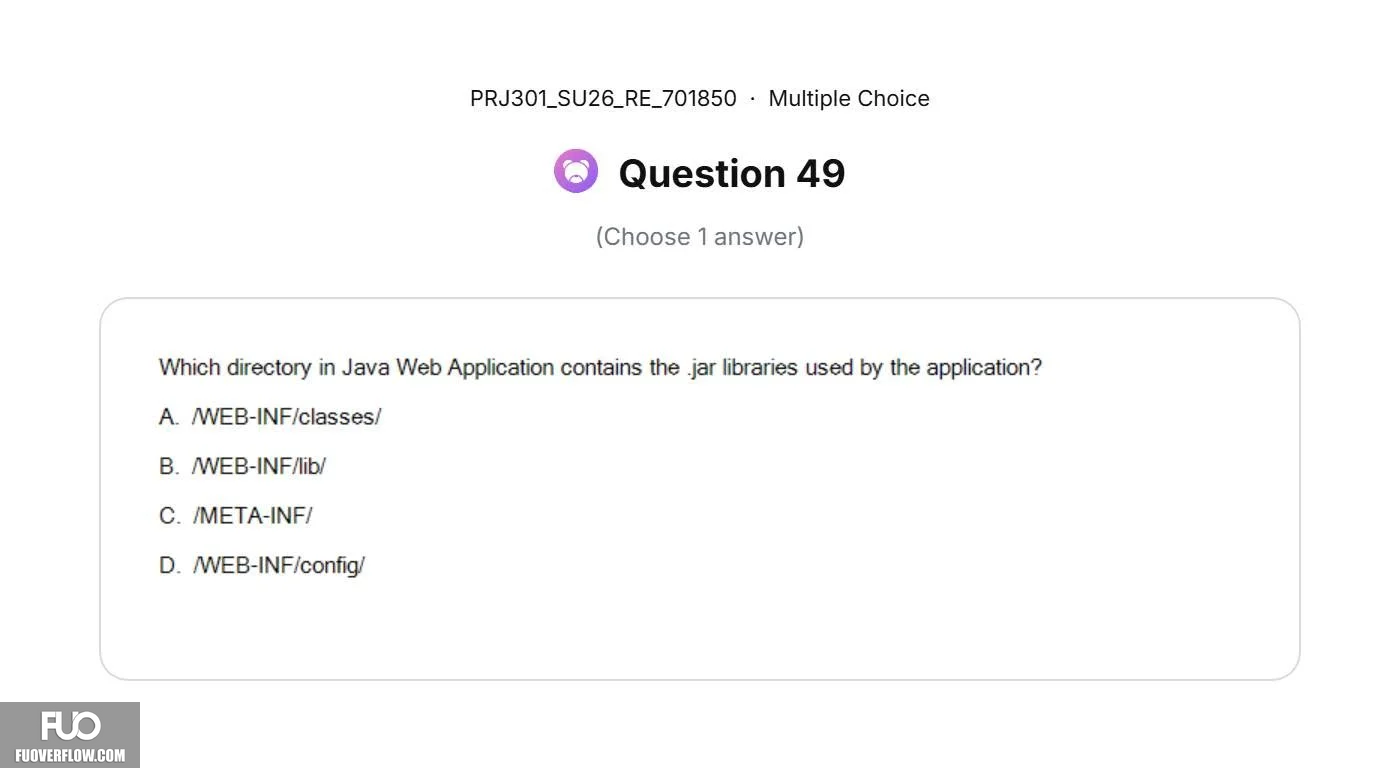 PRJ301_SU26_RE_701850 · Multiple Choice
Question 49
(Choose 1 answer)
Which directory in Java Web Application contains the .jar libraries used by the application?
A. /WEB-INF/classes/
B. /WEB-INF/lib/
C. /META-INF/
D. /WEB-INF/config/
FUO
FUOVERFLOW.COM